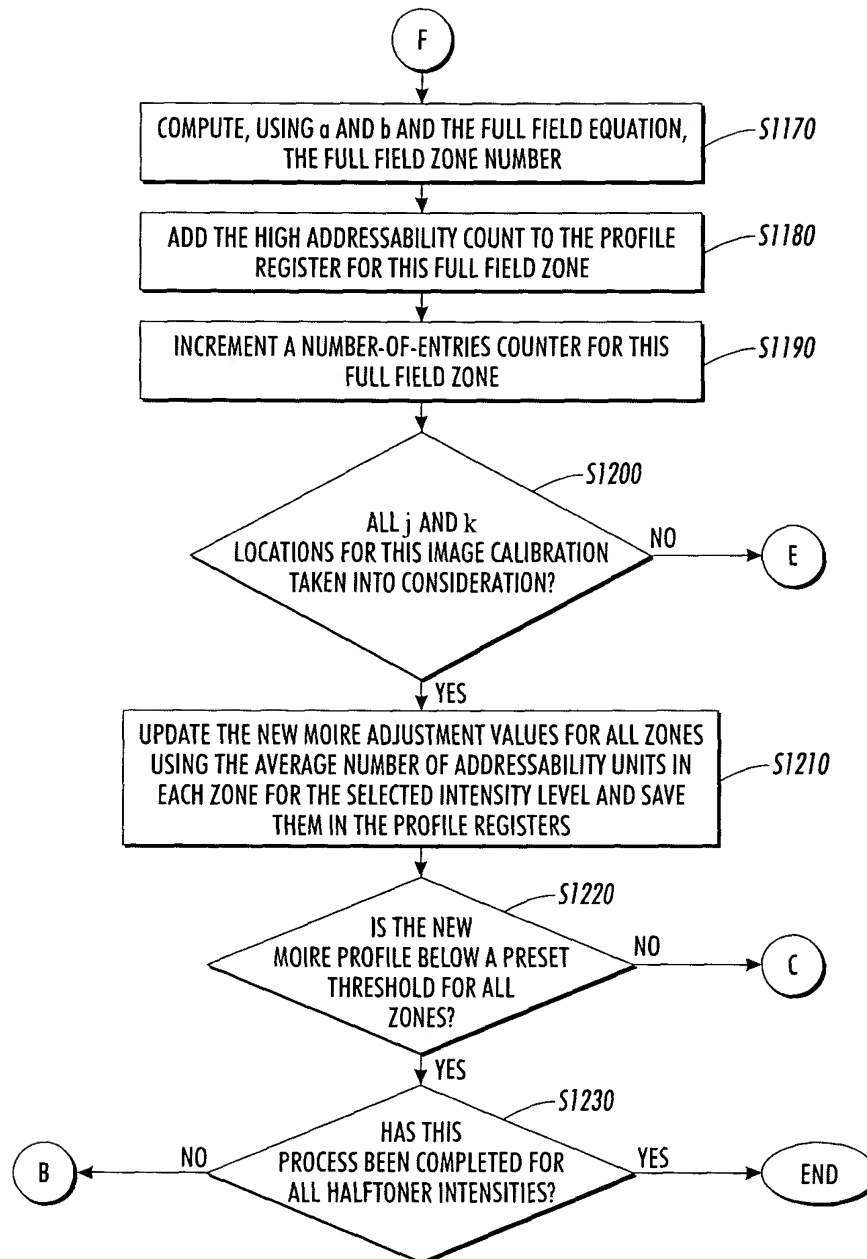 F
COMPUTE, USING a AND b AND THE FULL FIELD EQUATION,
THE FULL FIELD ZONE NUMBER
S1170
ADD THE HIGH ADDRESSABILITY COUNT TO THE PROFILE
REGISTER FOR THIS FULL FIELD ZONE
S1180
INCREMENT A NUMBER-OF-ENTRIES COUNTER FOR THIS
FULL FIELD ZONE
S1190
S1200
ALL j AND k
LOCATIONS FOR THIS IMAGE CALIBRATION
TAKEN INTO CONSIDERATION?
NO
E
YES
UPDATE THE NEW MOIRE ADJUSTMENT VALUES FOR ALL ZONES
USING THE AVERAGE NUMBER OF ADDRESSABILITY UNITS IN
EACH ZONE FOR THE SELECTED INTENSITY LEVEL AND SAVE
THEM IN THE PROFILE REGISTERS
S1210
S1220
IS THE NEW
MOIRE PROFILE BELOW A PRESET
THRESHOLD FOR ALL
ZONES?
NO
C
YES
S1230
HAS THIS
PROCESS BEEN COMPLETED FOR
ALL HALFTONER INTENSITIES?
NO
B
YES
END